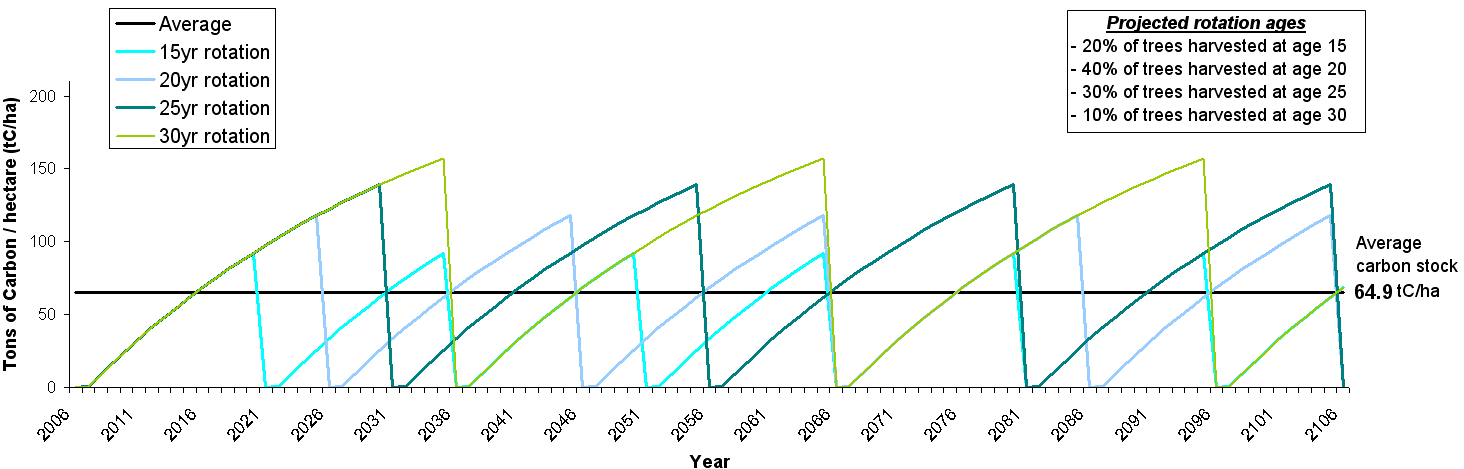 Average
15yr rotation
20yr rotation
25yr rotation
30yr rotation
Projected rotation ages
- 20% of trees harvested at age 15
- 40% of trees harvested at age 20
- 30% of trees harvested at age 25
- 10% of trees harvested at age 30
Tons of Carbon / hectare (tC/ha)
200
150
100
50
0
Average
carbon stock
64.9 tC/ha
2006
2011
2016
2021
2026
2031
2036
2041
2046
2051
2056
2061
2066
2071
2076
2081
2086
2091
2096
2101
2106
Year